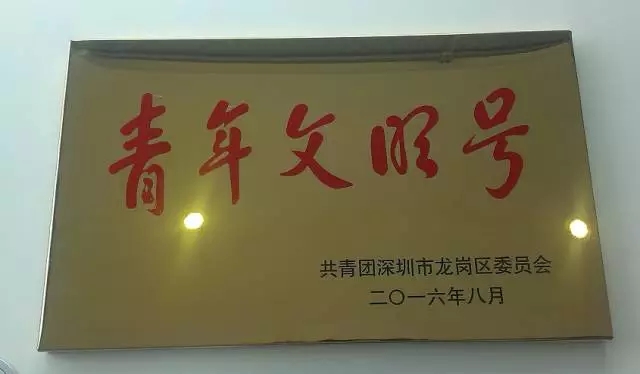 青年文明号
共青团深圳市龙岗区委员会
二〇一六年八月